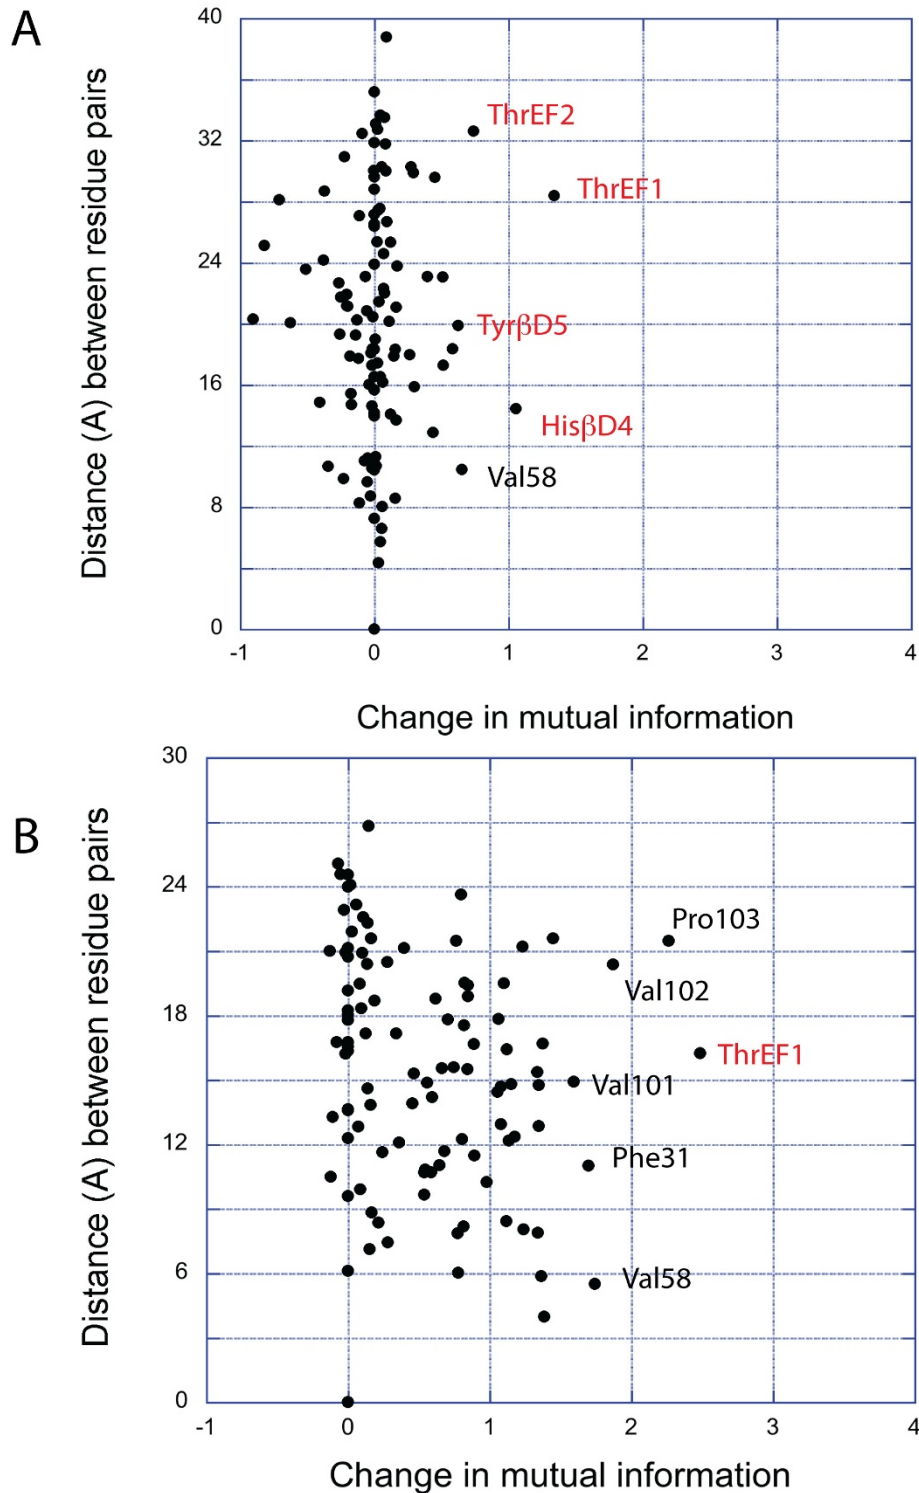 A
Distance (A) between residue pairs
40
32
24
16
8
0
ThrEF2
ThrEF1
TyrβD5
HisβD4
Val58
-1 0 1 2 3 4
Change in mutual information
B
Distance (A) between residue pairs
30
24
18
12
6
0
Pro103
Val102
ThrEF1
Val101
Phe31
Val58
-1 0 1 2 3 4
Change in mutual information